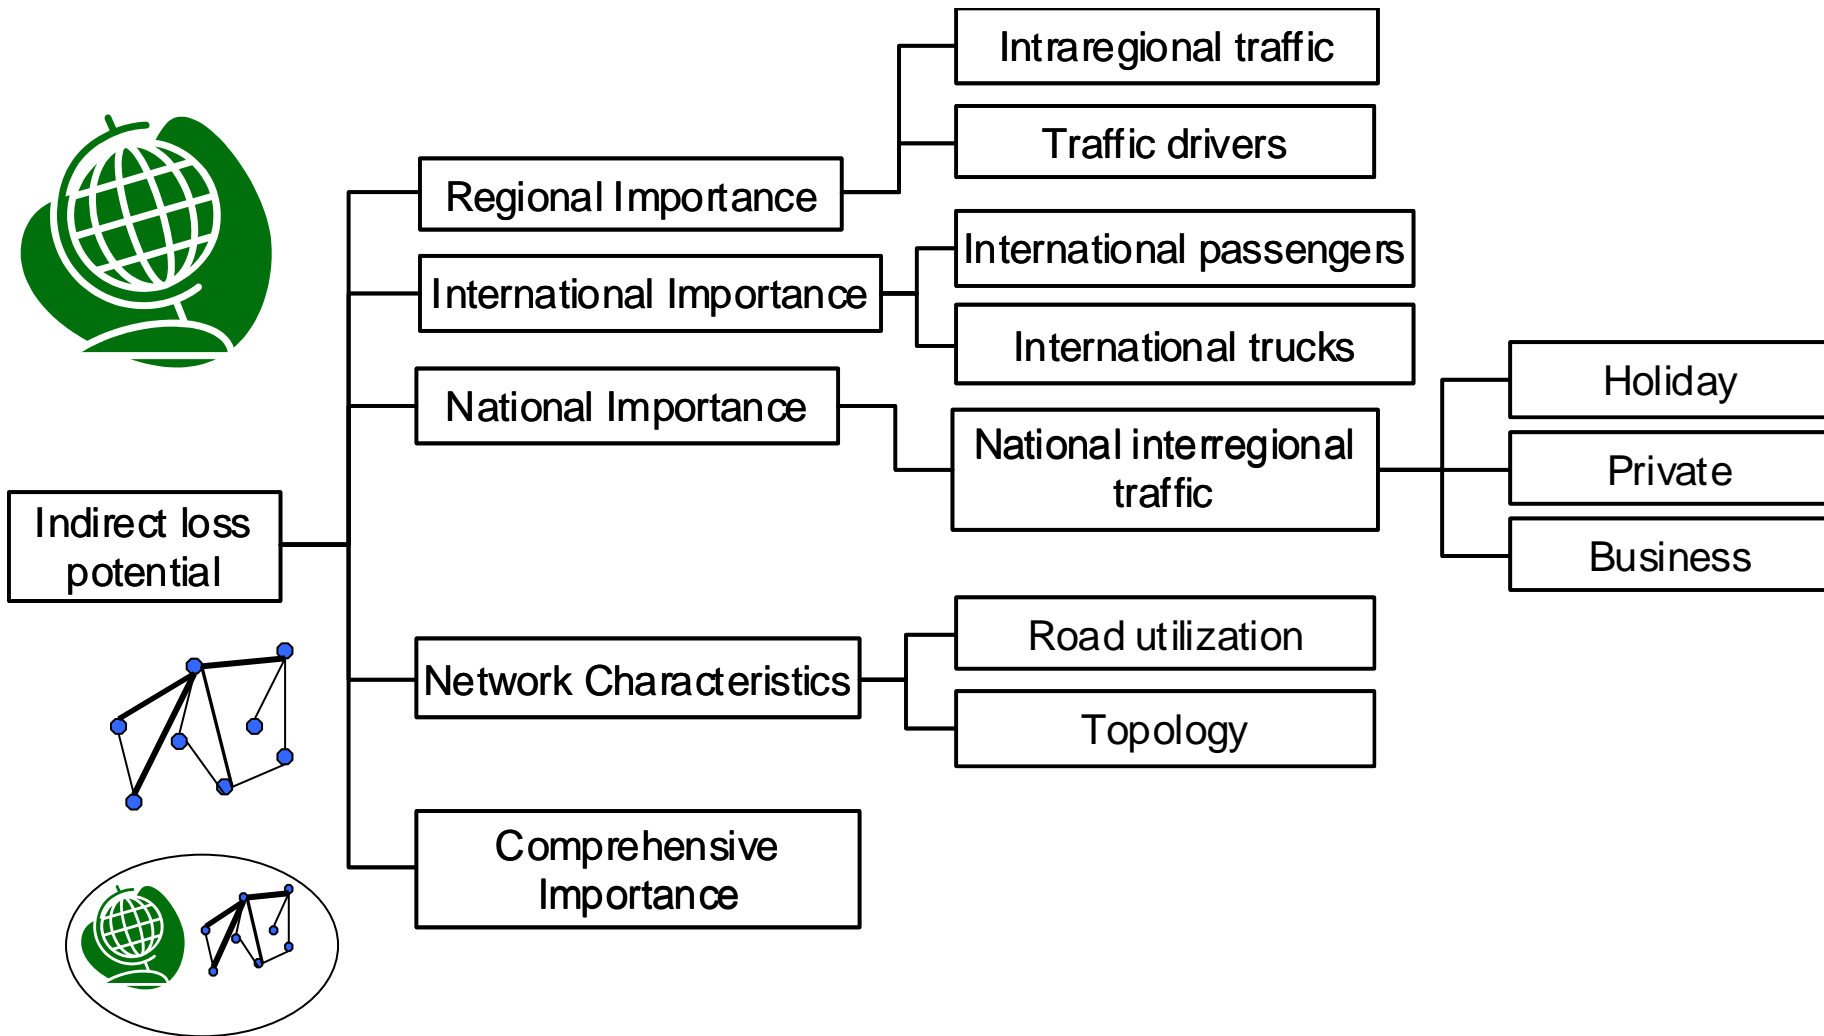 Intraregional traffic
Traffic drivers
Regional Importance
International passengers
International Importance
International trucks
Holiday
National Importance
National interregional
traffic
Private
Indirect loss
potential
Business
Road utilization
Network Characteristics
Topology
Comprehensive
Importance